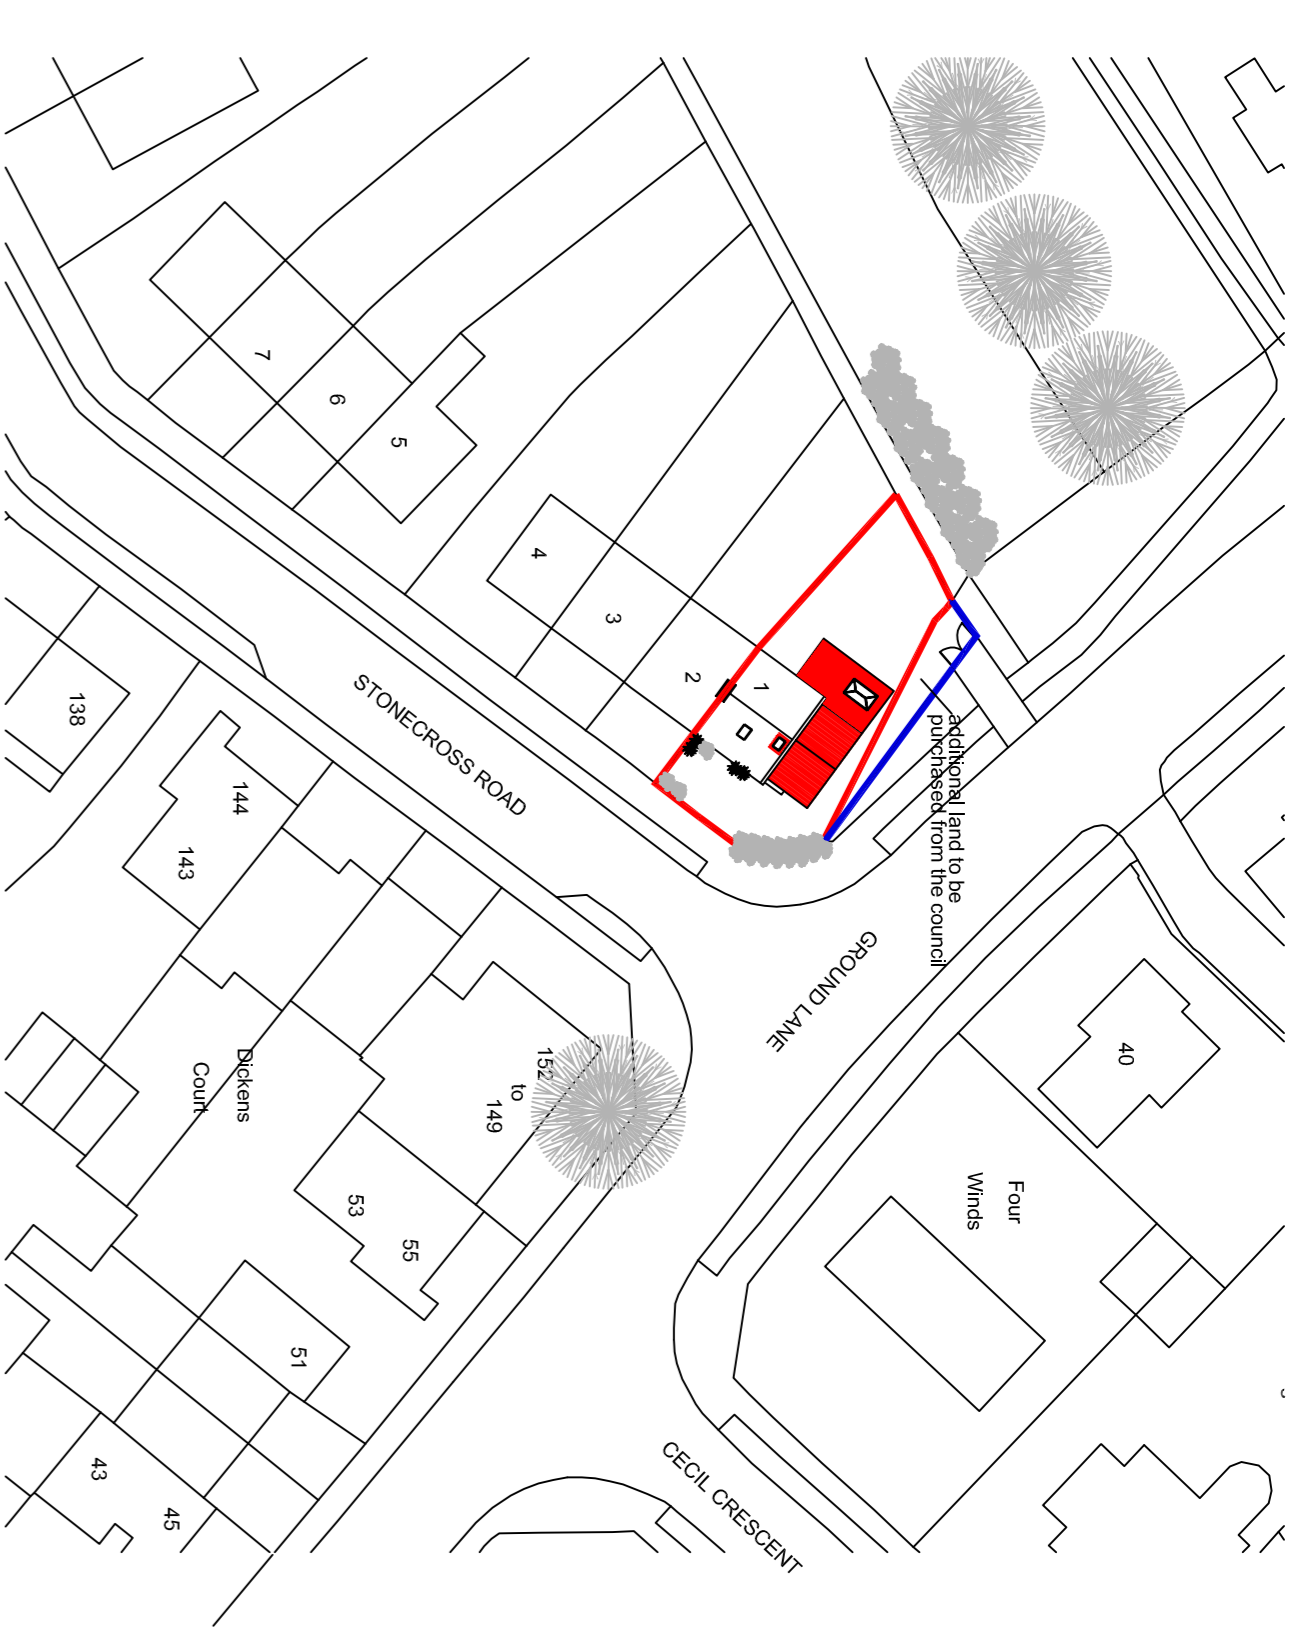 7
6
5
4
3
2
1
STONECROSS ROAD
additional land to be
purchased from the council
GROUND LANE
138
144
143
Dickens
Court
152
to
149
53
55
51
43
45
40
Four
Winds
CECIL CRESCENT